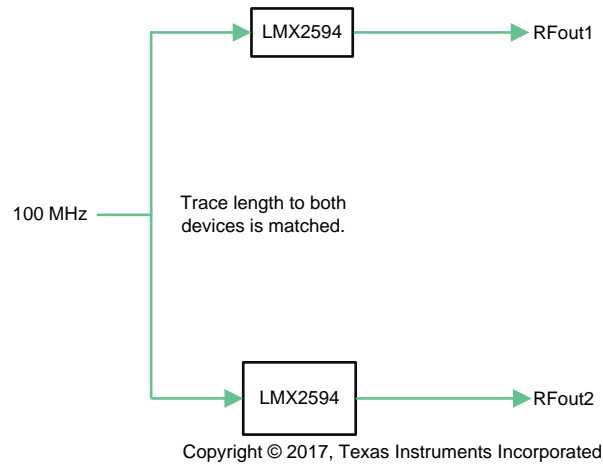 LMX2594
RFout1
100 MHz
Trace length to both
devices is matched.
LMX2594
RFout2
Copyright © 2017, Texas Instruments Incorporated